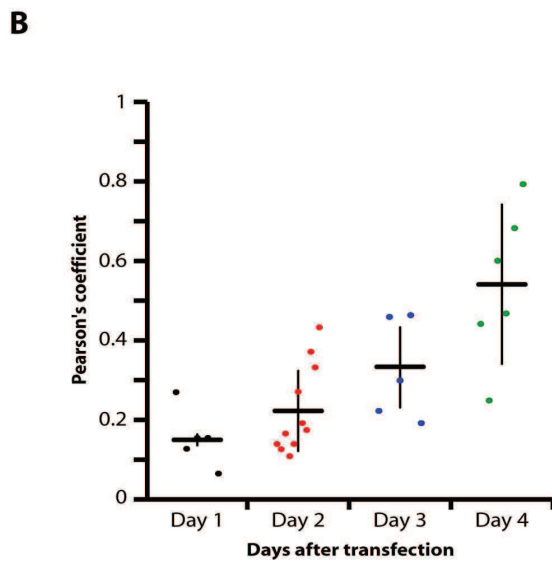 B
Pearson's coefficient
1
0.8
0.6
0.4
0.2
0
Day 1 Day 2 Day 3 Day 4
Days after transfection